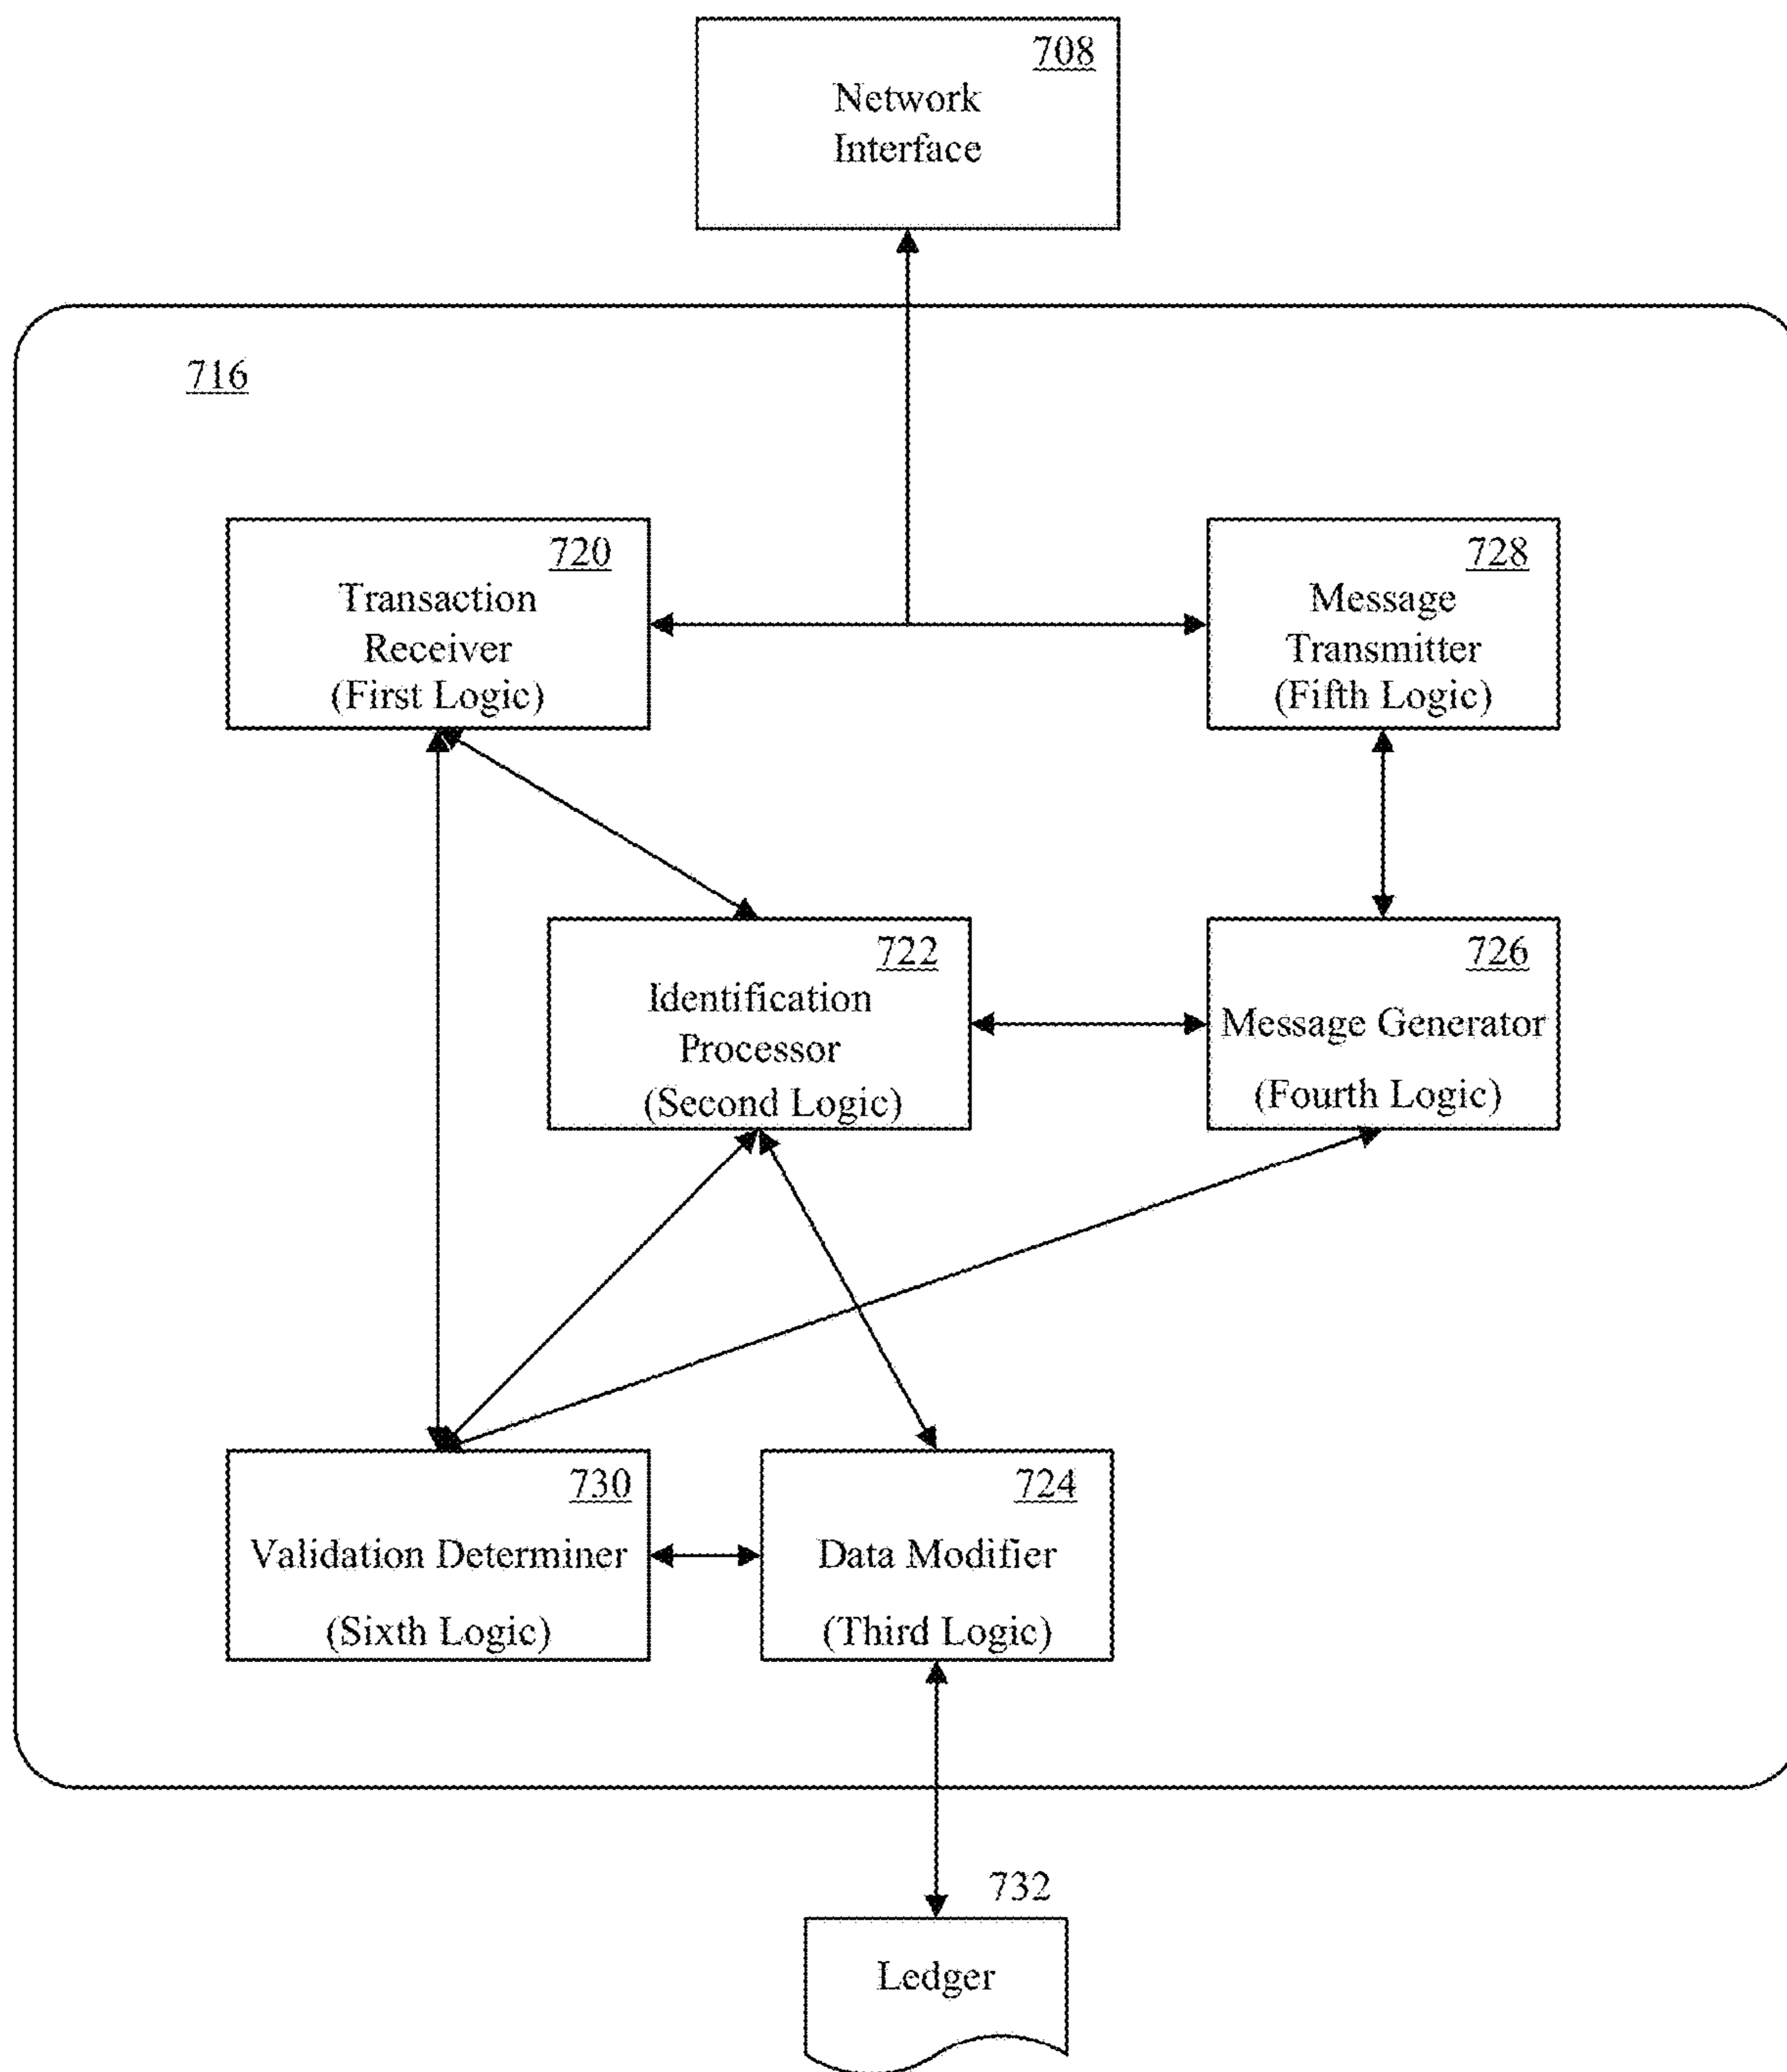 708
Network
Interface
716
720
Transaction
Receiver
(First Logic)
728
Message
Transmitter
(Fifth Logic)
722
Identification
Processor
(Second Logic)
726
Message Generator
(Fourth Logic)
730
Validation Determiner
(Sixth Logic)
724
Data Modifier
(Third Logic)
732
Ledger